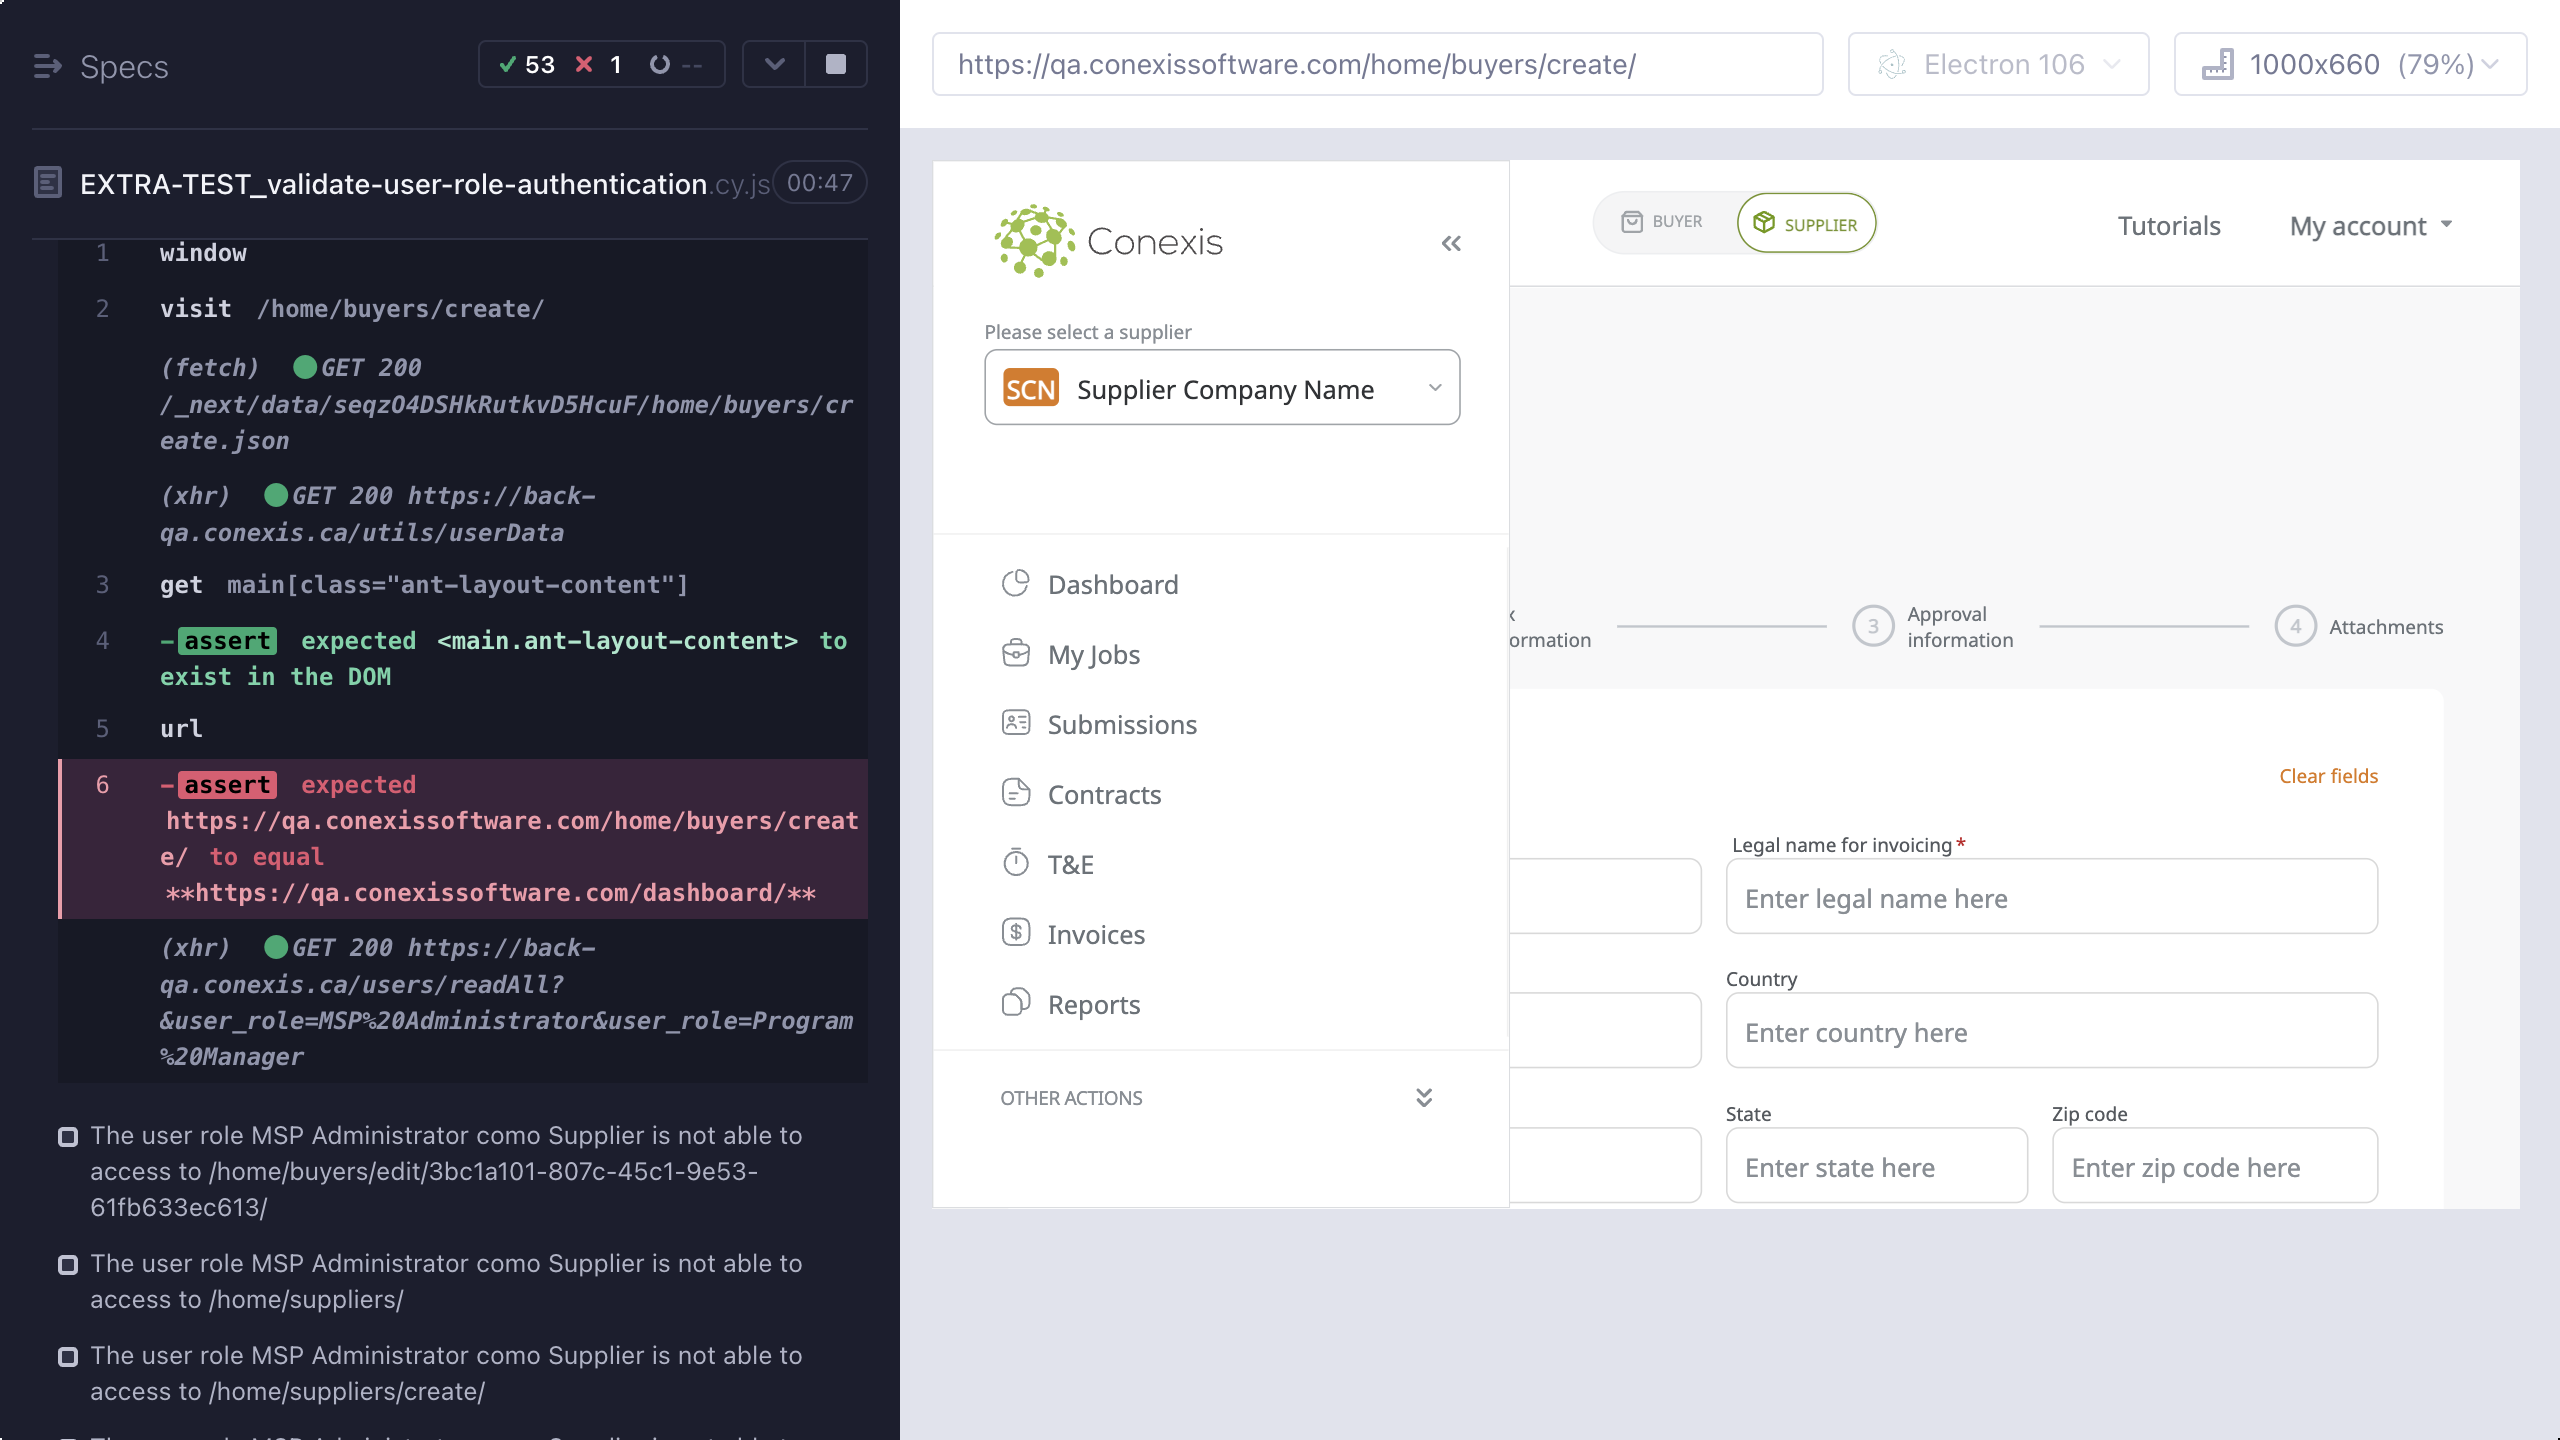 Specs
53 1 --
EXTRA-TEST_validate-user-role-authentication.cy.js 00:47
1 window
2 visit /home/buyers/create/
(fetch) GET 200
/_next/data/seqzO4DSHkRutkvD5HcuF/home/buyers/cr
eate.json
(xhr) GET 200 https://back-
qa.conexis.ca/utils/userData
3 get main[class="ant-layout-content"]
4 -assert expected <main.ant-layout-content> to
exist in the DOM
5 url
6 -assert expected
https://qa.conexissoftware.com/home/buyers/creat
e/ to equal
**https://qa.conexissoftware.com/dashboard/**
(xhr) GET 200 https://back-
qa.conexis.ca/users/readAll?
&user_role=MSP%20Administrator&user_role=Program
%20Manager
The user role MSP Administrator como Supplier is not able to
access to /home/buyers/edit/3bc1a101-807c-45c1-9e53-
61fb633ec613/
The user role MSP Administrator como Supplier is not able to
access to /home/suppliers/
The user role MSP Administrator como Supplier is not able to
access to /home/suppliers/create/
https://qa.conexissoftware.com/home/buyers/create/
Electron 106
1000x660 (79%)
Conexis
BUYER
SUPPLIER
Tutorials
My account
Please select a supplier
SCN Supplier Company Name
Dashboard
My Jobs
Submissions
Contracts
T&E
Invoices
Reports
OTHER ACTIONS
ormation
3 Approval
information
4 Attachments
Clear fields
Legal name for invoicing *
Enter legal name here
Country
Enter country here
State
Enter state here
Zip code
Enter zip code here